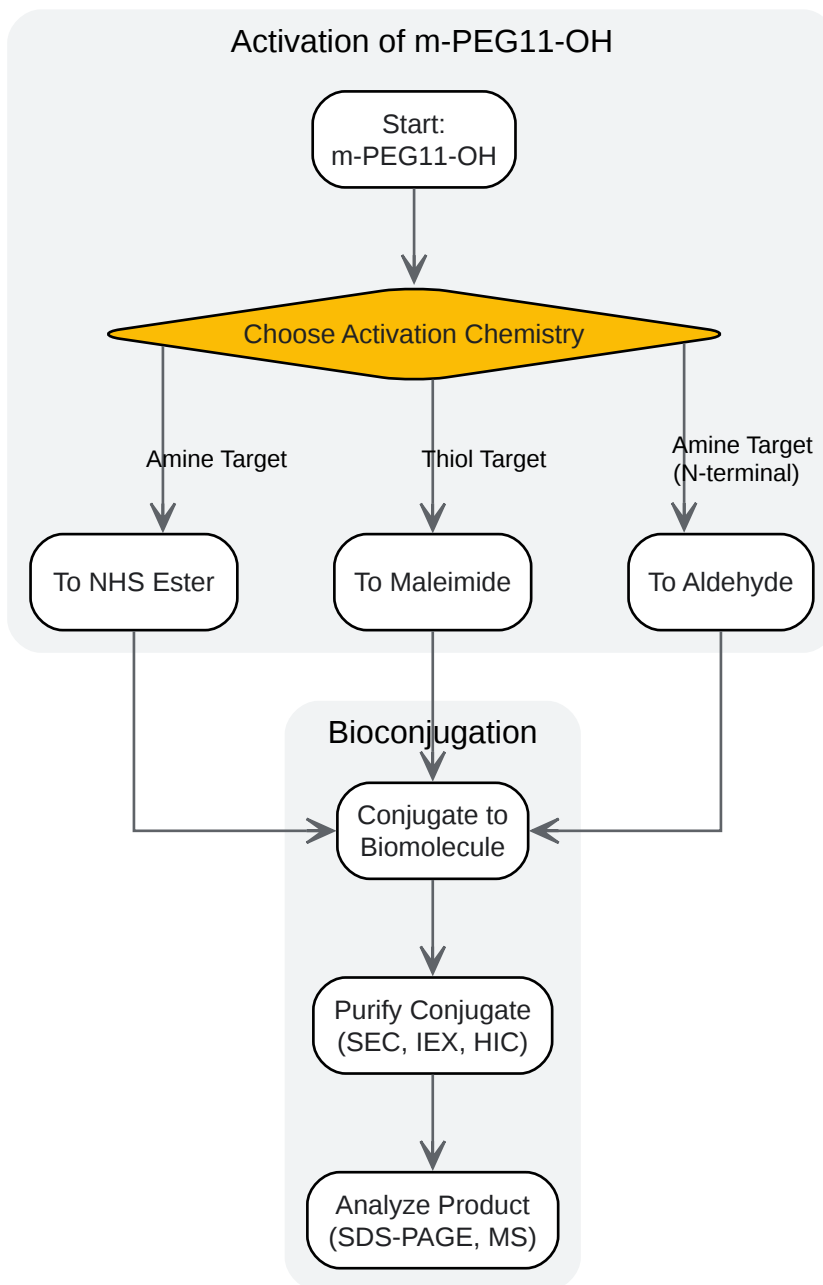 Activation of m-PEG11-OH
Start:
m-PEG11-OH
Choose Activation Chemistry
Amine Target
Thiol Target
Amine Target
(N-terminal)
To NHS Ester
To Maleimide
To Aldehyde
Bioconjugation
Conjugate to
Biomolecule
Purify Conjugate
(SEC, IEX, HIC)
Analyze Product
(SDS-PAGE, MS)